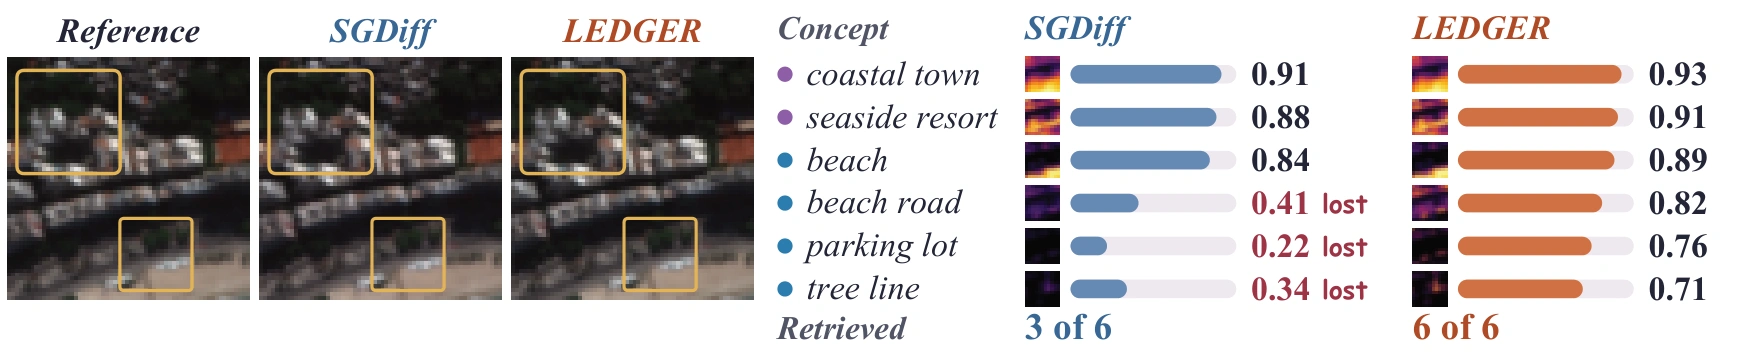 Reference SGDiff LEDGER Concept SGDiff LEDGER
coastal town 0.91 0.93
seaside resort 0.88 0.91
beach 0.84 0.89
beach road 0.41 lost 0.82
parking lot 0.22 lost 0.76
tree line 0.34 lost 0.71
Retrieved 3 of 6 6 of 6